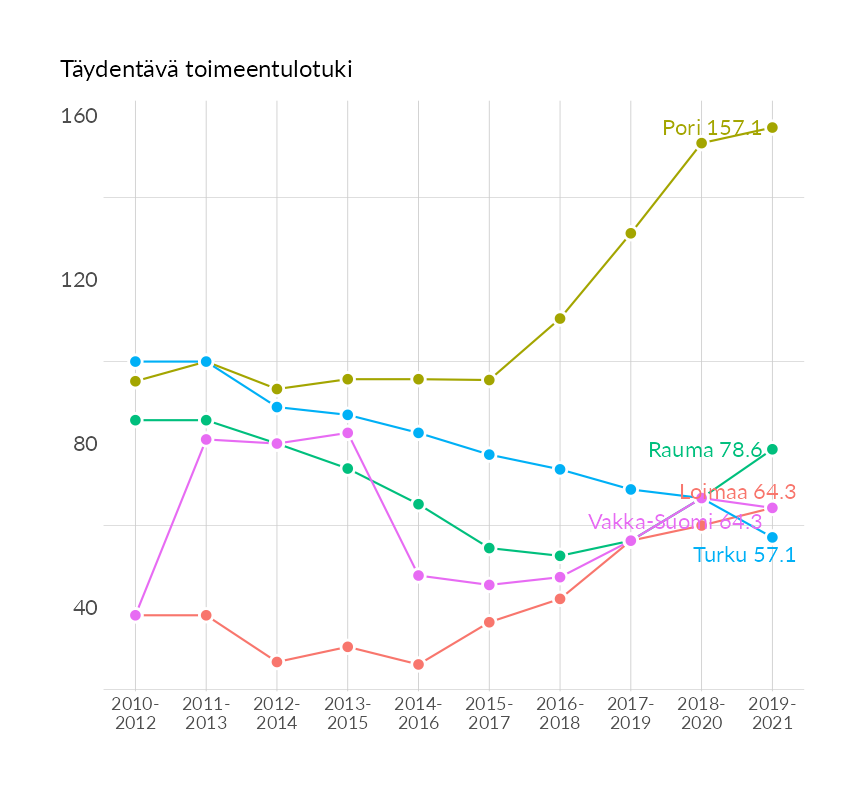 Täydentävä toimeentulotuki
160
120
80
40
Pori 157.1
Rauma 78.6
Loimaa 64.3
Vakka-Suomi 64.3
Turku 57.1
2010- 2011- 2012- 2013- 2014- 2015- 2016- 2017- 2018- 2019-
2012 2013 2014 2015 2016 2017 2018 2019 2020 2021